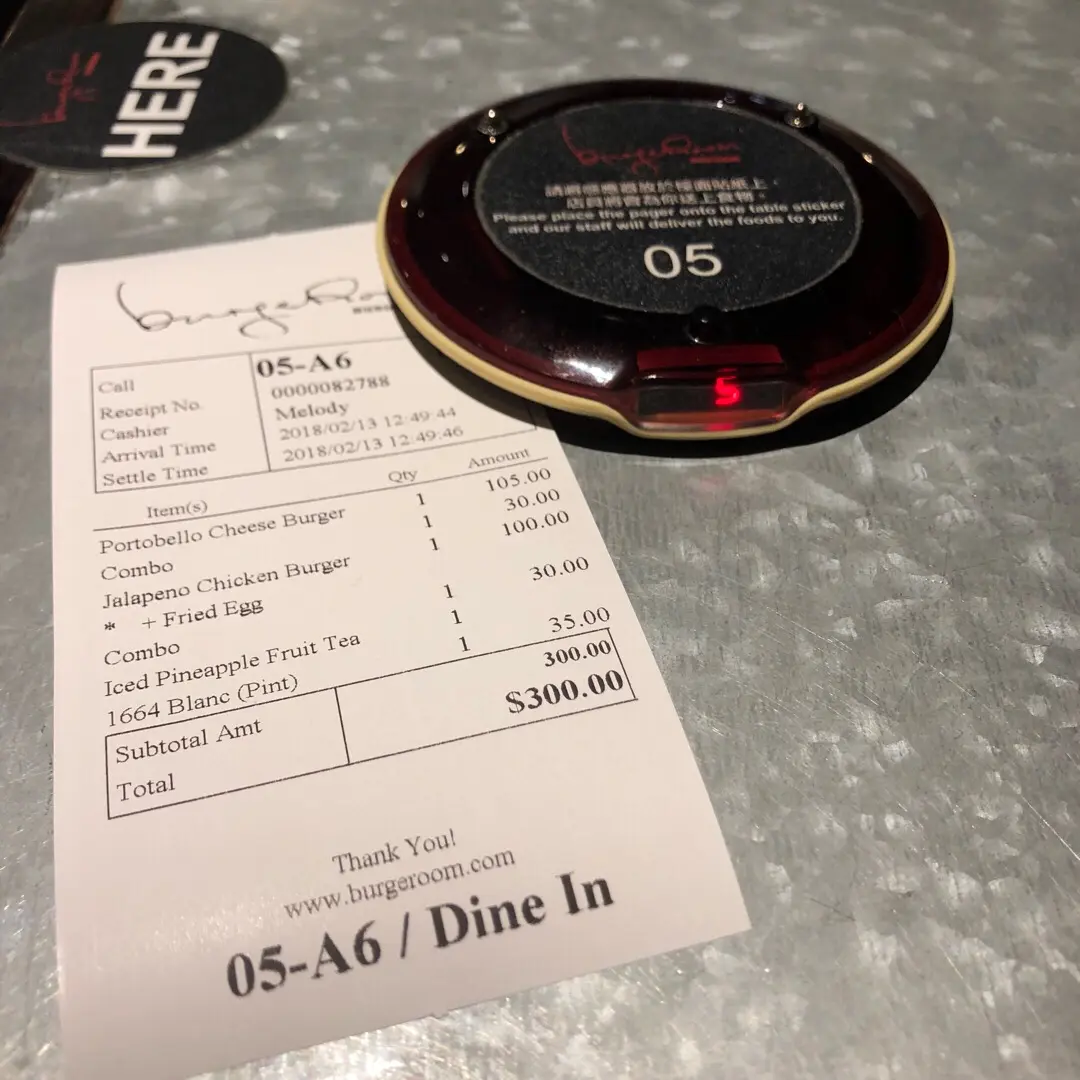 HERE
burgeRoom
請將傳呼器放於檯面貼紙上，
店員將會為你送上食物。
Please place the pager onto the table sticker
and our staff will deliver the foods to you.
05
5
burgeRoo
Call 05-A6
Receipt No. 0000082788
Cashier Melody
Arrival Time 2018/02/13 12:49:44
Settle Time 2018/02/13 12:49:46
Item(s) Qty Amount
Portobello Cheese Burger 1 105.00
Combo 1 30.00
Jalapeno Chicken Burger 1 100.00
* + Fried Egg
Combo 1 30.00
Iced Pineapple Fruit Tea 1
1664 Blanc (Pint) 1 35.00
Subtotal Amt 300.00
Total $300.00
Thank You!
www.burgeroom.com
05-A6 / Dine In